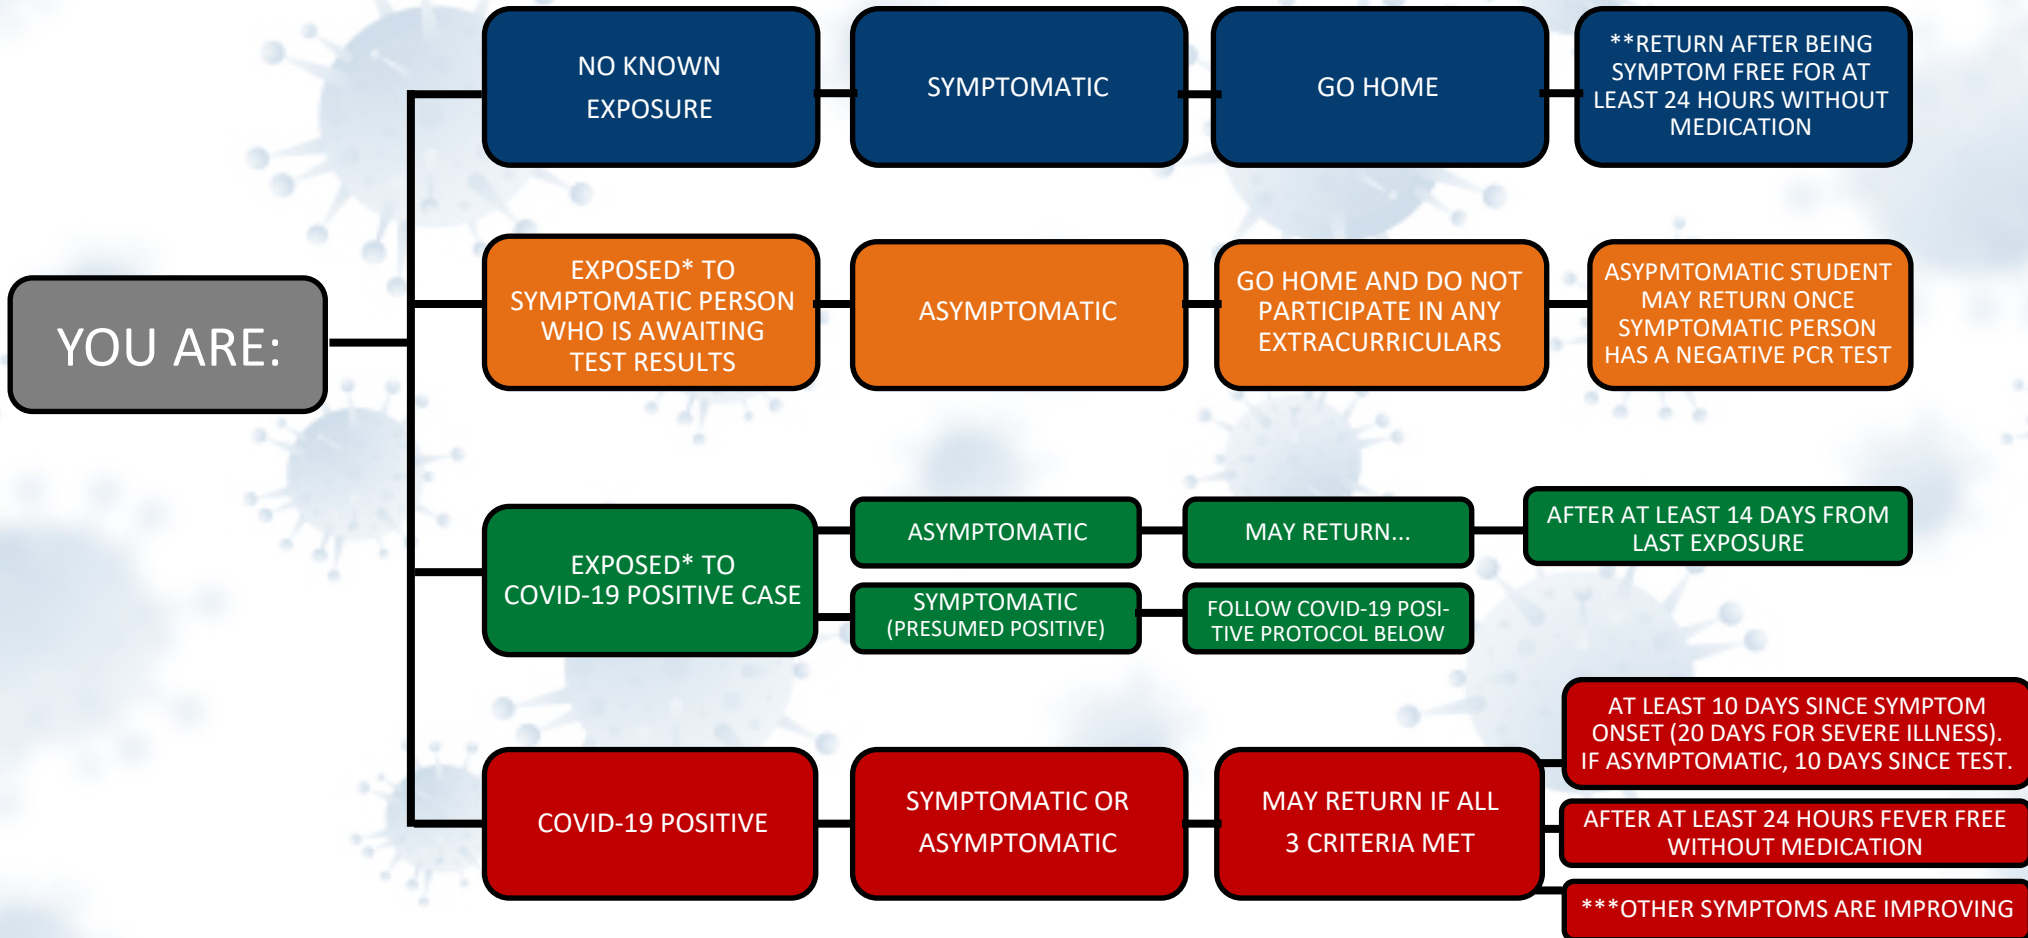 YOU ARE:
NO KNOWN
EXPOSURE
SYMPTOMATIC
GO HOME
**RETURN AFTER BEING
SYMPTOM FREE FOR AT
LEAST 24 HOURS WITHOUT
MEDICATION
EXPOSED* TO
SYMPTOMATIC PERSON
WHO IS AWAITING
TEST RESULTS
ASYMPTOMATIC
GO HOME AND DO NOT
PARTICIPATE IN ANY
EXTRACURRICULARS
ASYPMTOMATIC STUDENT
MAY RETURN ONCE
SYMPTOMATIC PERSON
HAS A NEGATIVE PCR TEST
EXPOSED* TO
COVID-19 POSITIVE CASE
ASYMPTOMATIC
MAY RETURN...
AFTER AT LEAST 14 DAYS FROM
LAST EXPOSURE
SYMPTOMATIC
(PRESUMED POSITIVE)
FOLLOW COVID-19 POSI-
TIVE PROTOCOL BELOW
COVID-19 POSITIVE
SYMPTOMATIC OR
ASYMPTOMATIC
MAY RETURN IF ALL
3 CRITERIA MET
AT LEAST 10 DAYS SINCE SYMPTOM
ONSET (20 DAYS FOR SEVERE ILLNESS).
IF ASYMPTOMATIC, 10 DAYS SINCE TEST.
AFTER AT LEAST 24 HOURS FEVER FREE
WITHOUT MEDICATION
***OTHER SYMPTOMS ARE IMPROVING